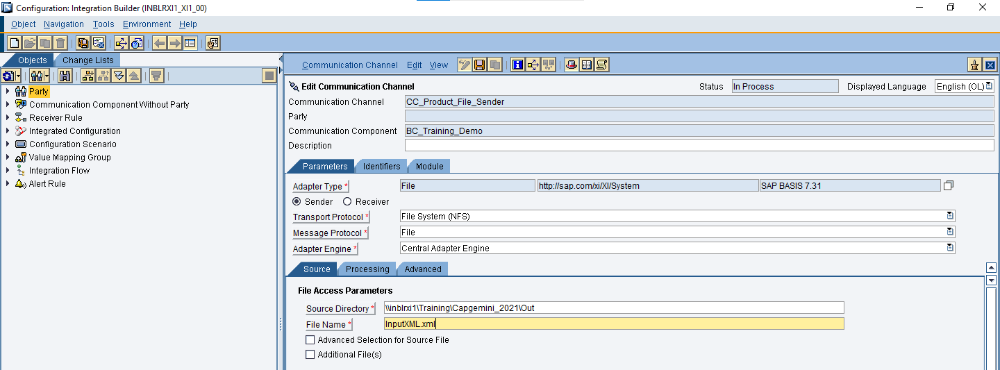 Configuration: Integration Builder (INBLRXI1_XI1_00)
Object Navigation Tools Environment Help
Objects Change Lists
Party
Communication Component Without Party
Receiver Rule
Integrated Configuration
Configuration Scenario
Value Mapping Group
Integration Flow
Alert Rule
Communication Channel Edit View
Edit Communication Channel Status In Process Displayed Language English (OL)
Communication Channel CC_Product_File_Sender
Party
Communication Component BC_Training_Demo
Description
Parameters Identifiers Module
Adapter Type * File http://sap.com/xi/XI/System SAP BASIS 7.31
Sender Receiver
Transport Protocol * File System (NFS)
Message Protocol * File
Adapter Engine * Central Adapter Engine
Source Processing Advanced
File Access Parameters
Source Directory * \\inblrxi1\Training\Capgemini_2021\Out
File Name * InputXML.xml
Advanced Selection for Source File
Additional File(s)